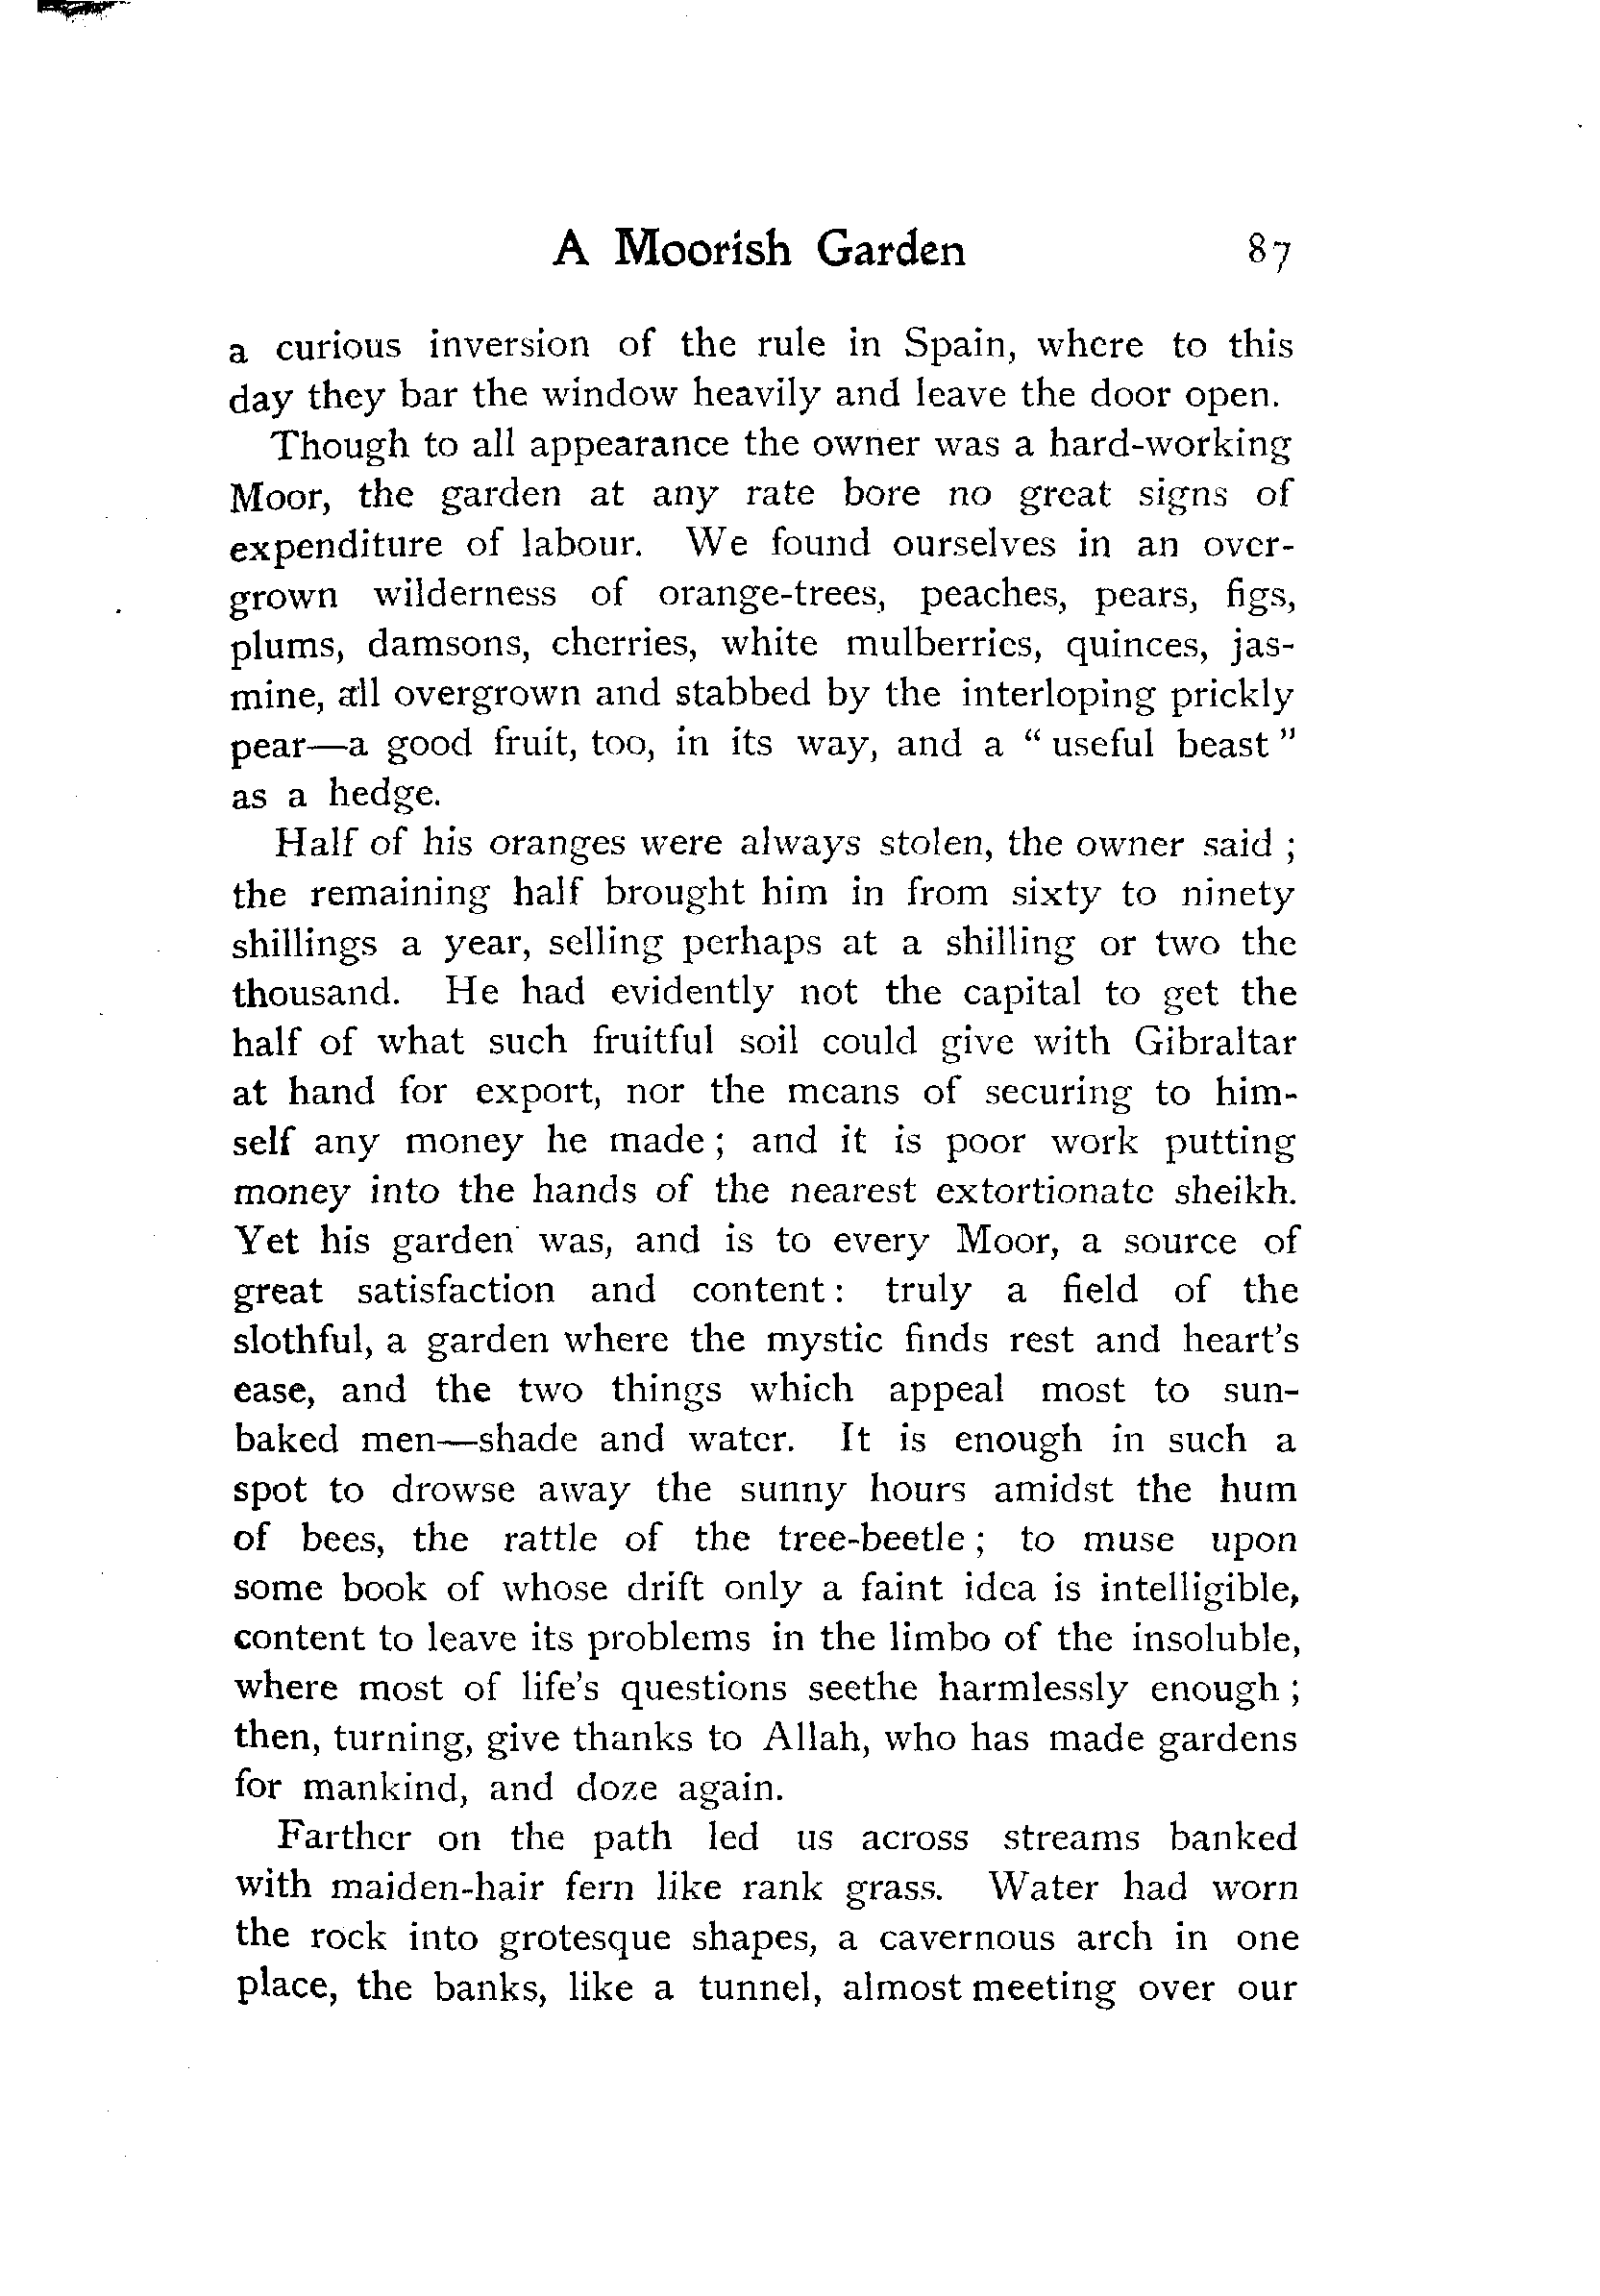 A Moorish Garden 87
a curious inversion of the rule in Spain, where to this
day they bar the window heavily and leave the door open.
Though to all appearance the owner was a hard-working
Moor, the garden at any rate bore no great signs of
expenditure of labour. We found ourselves in an over-
grown wilderness of orange-trees, peaches, pears, figs,
plums, damsons, cherries, white mulberries, quinces, jas-
mine, all overgrown and stabbed by the interloping prickly
pear—a good fruit, too, in its way, and a “ useful beast ”
as a hedge.
Half of his oranges were always stolen, the owner said ;
the remaining half brought him in from sixty to ninety
shillings a year, selling perhaps at a shilling or two the
thousand. He had evidently not the capital to get the
half of what such fruitful soil could give with Gibraltar
at hand for export, nor the means of securing to him-
self any money he made ; and it is poor work putting
money into the hands of the nearest extortionate sheikh.
Yet his garden was, and is to every Moor, a source of
great satisfaction and content : truly a field of the
slothful, a garden where the mystic finds rest and heart’s
ease, and the two things which appeal most to sun-
baked men—shade and water. It is enough in such a
spot to drowse away the sunny hours amidst the hum
of bees, the rattle of the tree-beetle ; to muse upon
some book of whose drift only a faint idea is intelligible,
content to leave its problems in the limbo of the insoluble,
where most of life’s questions seethe harmlessly enough ;
then, turning, give thanks to Allah, who has made gardens
for mankind, and doze again.
Farther on the path led us across streams banked
with maiden-hair fern like rank grass. Water had worn
the rock into grotesque shapes, a cavernous arch in one
place, the banks, like a tunnel, almost meeting over our